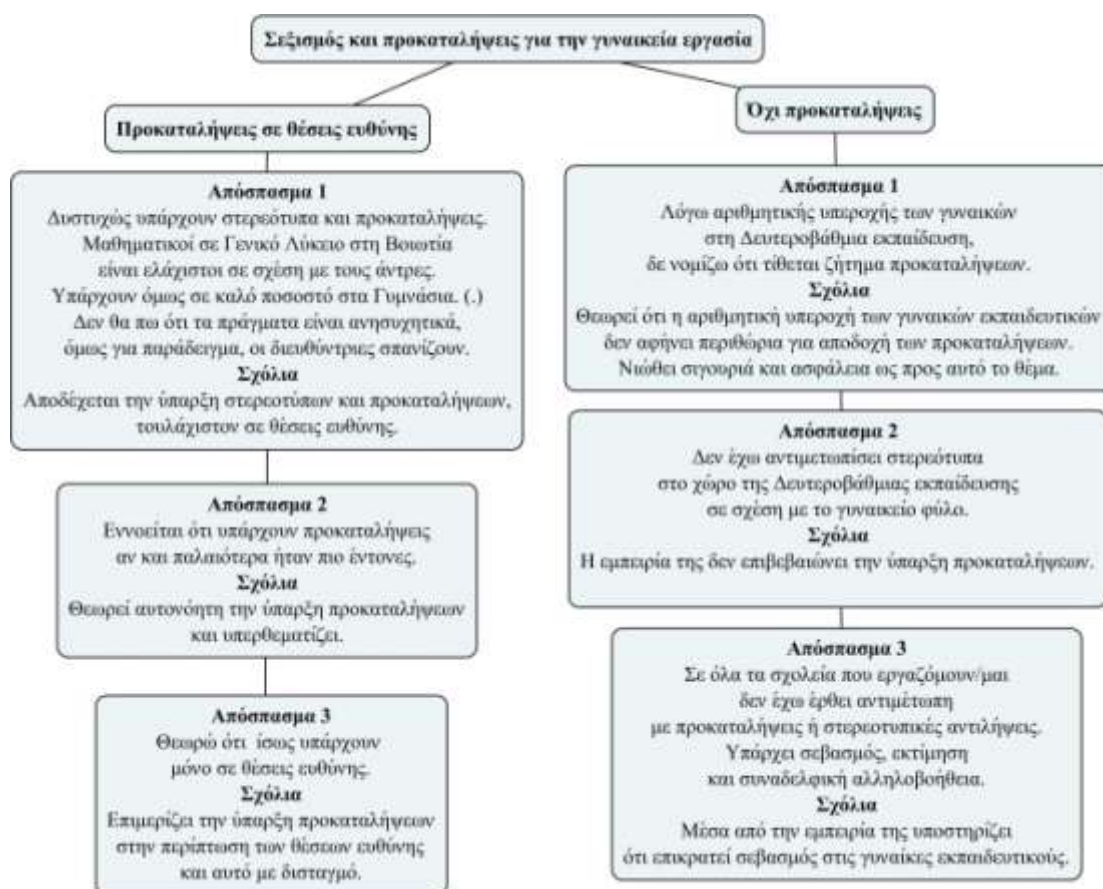 Σεξισμός και προκαταλήψεις για την γυναικεία εργασία
Προκαταλήψεις σε θέσεις ευθύνης
Απόσπασμα 1
Δυστυχώς υπάρχουν στερεότυπα και προκαταλήψεις.
Μαθηματικοί σε Γενικό Λύκειο στη Βοιωτία
είναι ελάχιστοι σε σχέση με τους άντρες.
Υπάρχουν όμως σε καλό ποσοστό στα Γυμνάσια. (.)
Δεν θα πω ότι τα πράγματα είναι ανησυχητικά,
όμως για παράδειγμα, οι διευθύντριες σπανίζουν.
Σχόλια
Αποδέχεται την ύπαρξη στερεοτύπων και προκαταλήψεων,
τουλάχιστον σε θέσεις ευθύνης.
Απόσπασμα 2
Εννοείται ότι υπάρχουν προκαταλήψεις
αν και παλαιότερα ήταν πιο έντονες.
Σχόλια
Θεωρεί αυτονόητη την ύπαρξη προκαταλήψεων
και υπερθεματίζει.
Απόσπασμα 3
Θεωρώ ότι ίσως υπάρχουν
μόνο σε θέσεις ευθύνης.
Σχόλια
Επιμερίζει την ύπαρξη προκαταλήψεων
στην περίπτωση των θέσεων ευθύνης
και αυτό με δισταγμό.
Όχι προκαταλήψεις
Απόσπασμα 1
Λόγω αριθμητικής υπεροχής των γυναικών
στη Δευτεροβάθμια εκπαίδευση,
δε νομίζω ότι τίθεται ζήτημα προκαταλήψεων.
Σχόλια
Θεωρεί ότι η αριθμητική υπεροχή των γυναικών εκπαιδευτικών
δεν αφήνει περιθώρια για αποδοχή των προκαταλήψεων.
Νιώθει σιγουριά και ασφάλεια ως προς αυτό το θέμα.
Απόσπασμα 2
Δεν έχω αντιμετωπίσει στερεότυπα
στο χώρο της Δευτεροβάθμιας εκπαίδευσης
σε σχέση με το γυναικείο φύλο.
Σχόλια
Η εμπειρία της δεν επιβεβαιώνει την ύπαρξη προκαταλήψεων.
Απόσπασμα 3
Σε όλα τα σχολεία που εργαζόμουν/μαι
δεν έχω έρθει αντιμέτωπη
με προκαταλήψεις ή στερεοτυπικές αντιλήψεις.
Υπάρχει σεβασμός, εκτίμηση
και συναδελφική αλληλοβοήθεια.
Σχόλια
Μέσα από την εμπειρία της υποστηρίζει
ότι επικρατεί σεβασμός στις γυναίκες εκπαιδευτικούς.